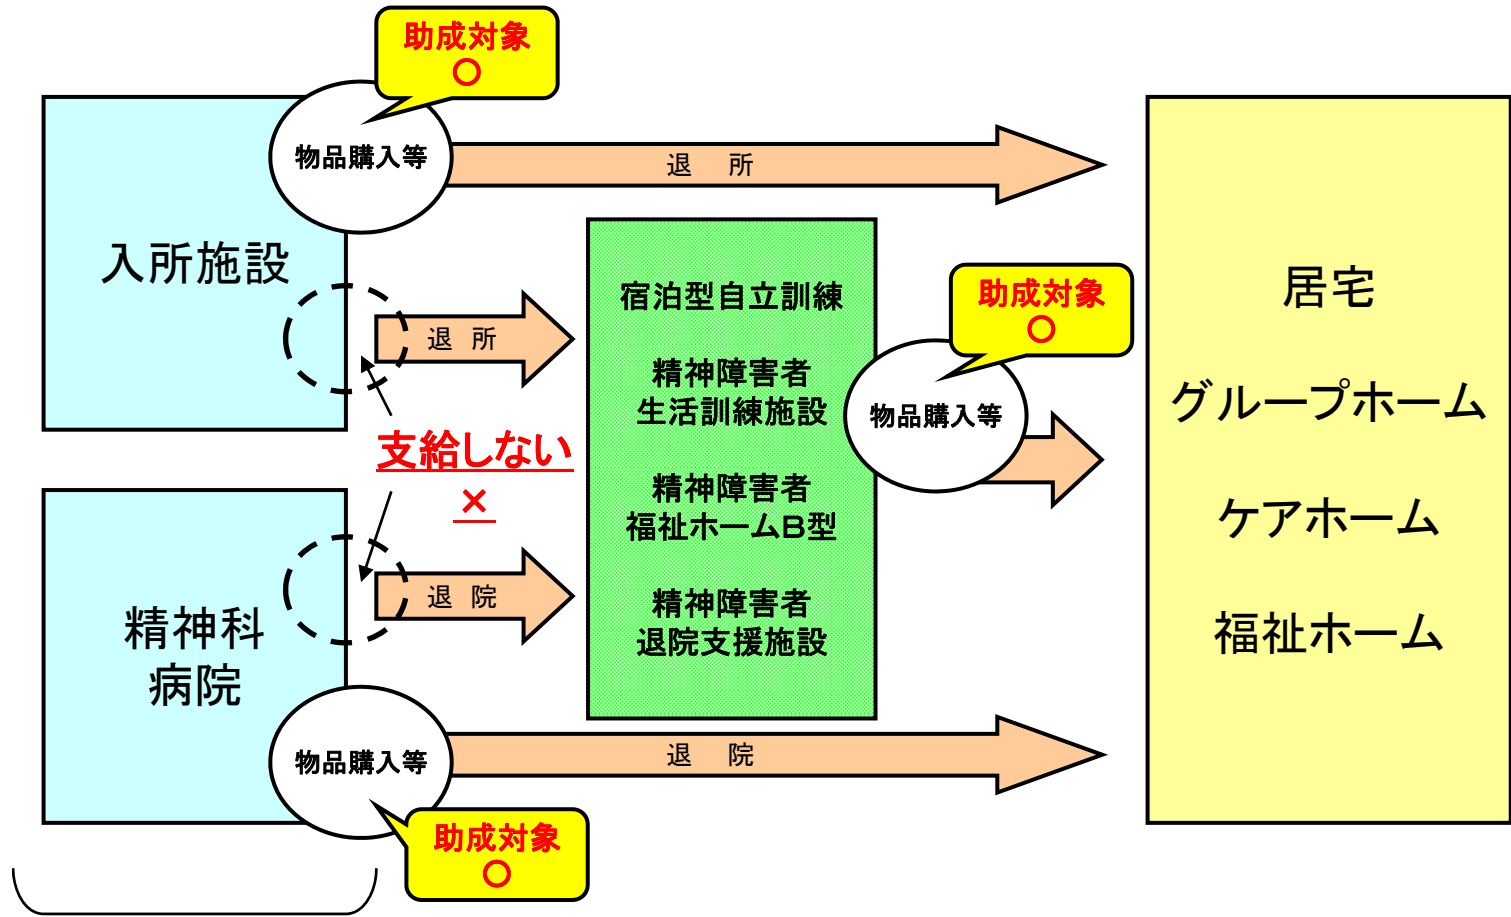 助成対象
○
物品購入等
退 所
入所施設
退 所
支給しない
×
宿泊型自立訓練
精神障害者
生活訓練施設
精神障害者
福祉ホームB型
精神障害者
退院支援施設
助成対象
○
物品購入等
居宅
グループホーム
ケアホーム
福祉ホーム
精神科
病院
退 院
物品購入等
退 院
助成対象
○